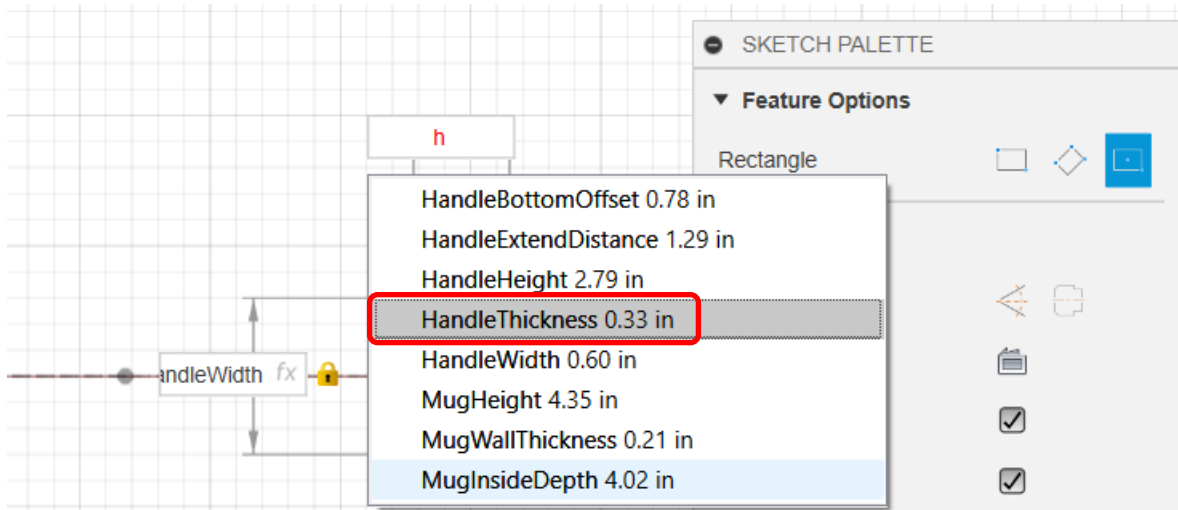 SKETCH PALETTE
Feature Options
h
Rectangle
HandleBottomOffset 0.78 in
HandleExtendDistance 1.29 in
HandleHeight 2.79 in
HandleThickness 0.33 in
HandleWidth 0.60 in
andleWidth fx
MugHeight 4.35 in
MugWallThickness 0.21 in
MugInsideDepth 4.02 in